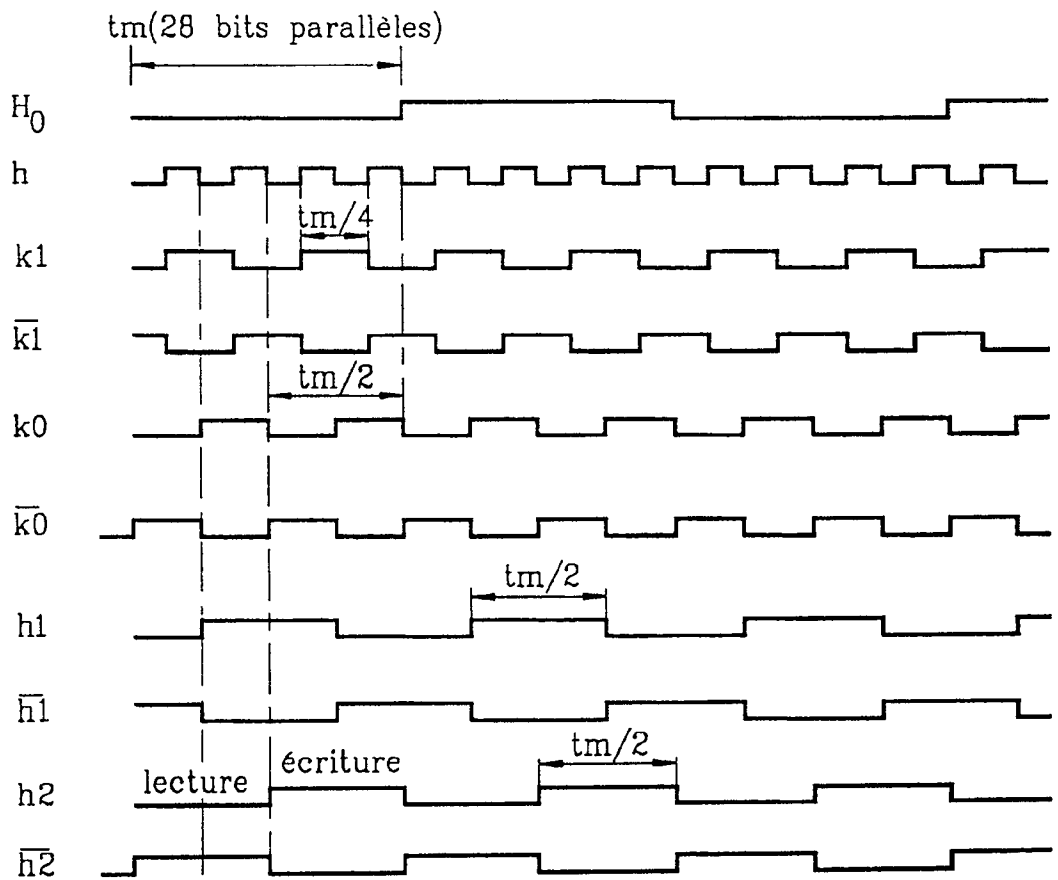 tm(28 bits parallèles)
H0
h
tm/4
k1
k̅1̅
tm/2
k0
k̅0̅
tm/2
h1
h̅1̅
tm/2
écriture
lecture
h2
h̅2̅